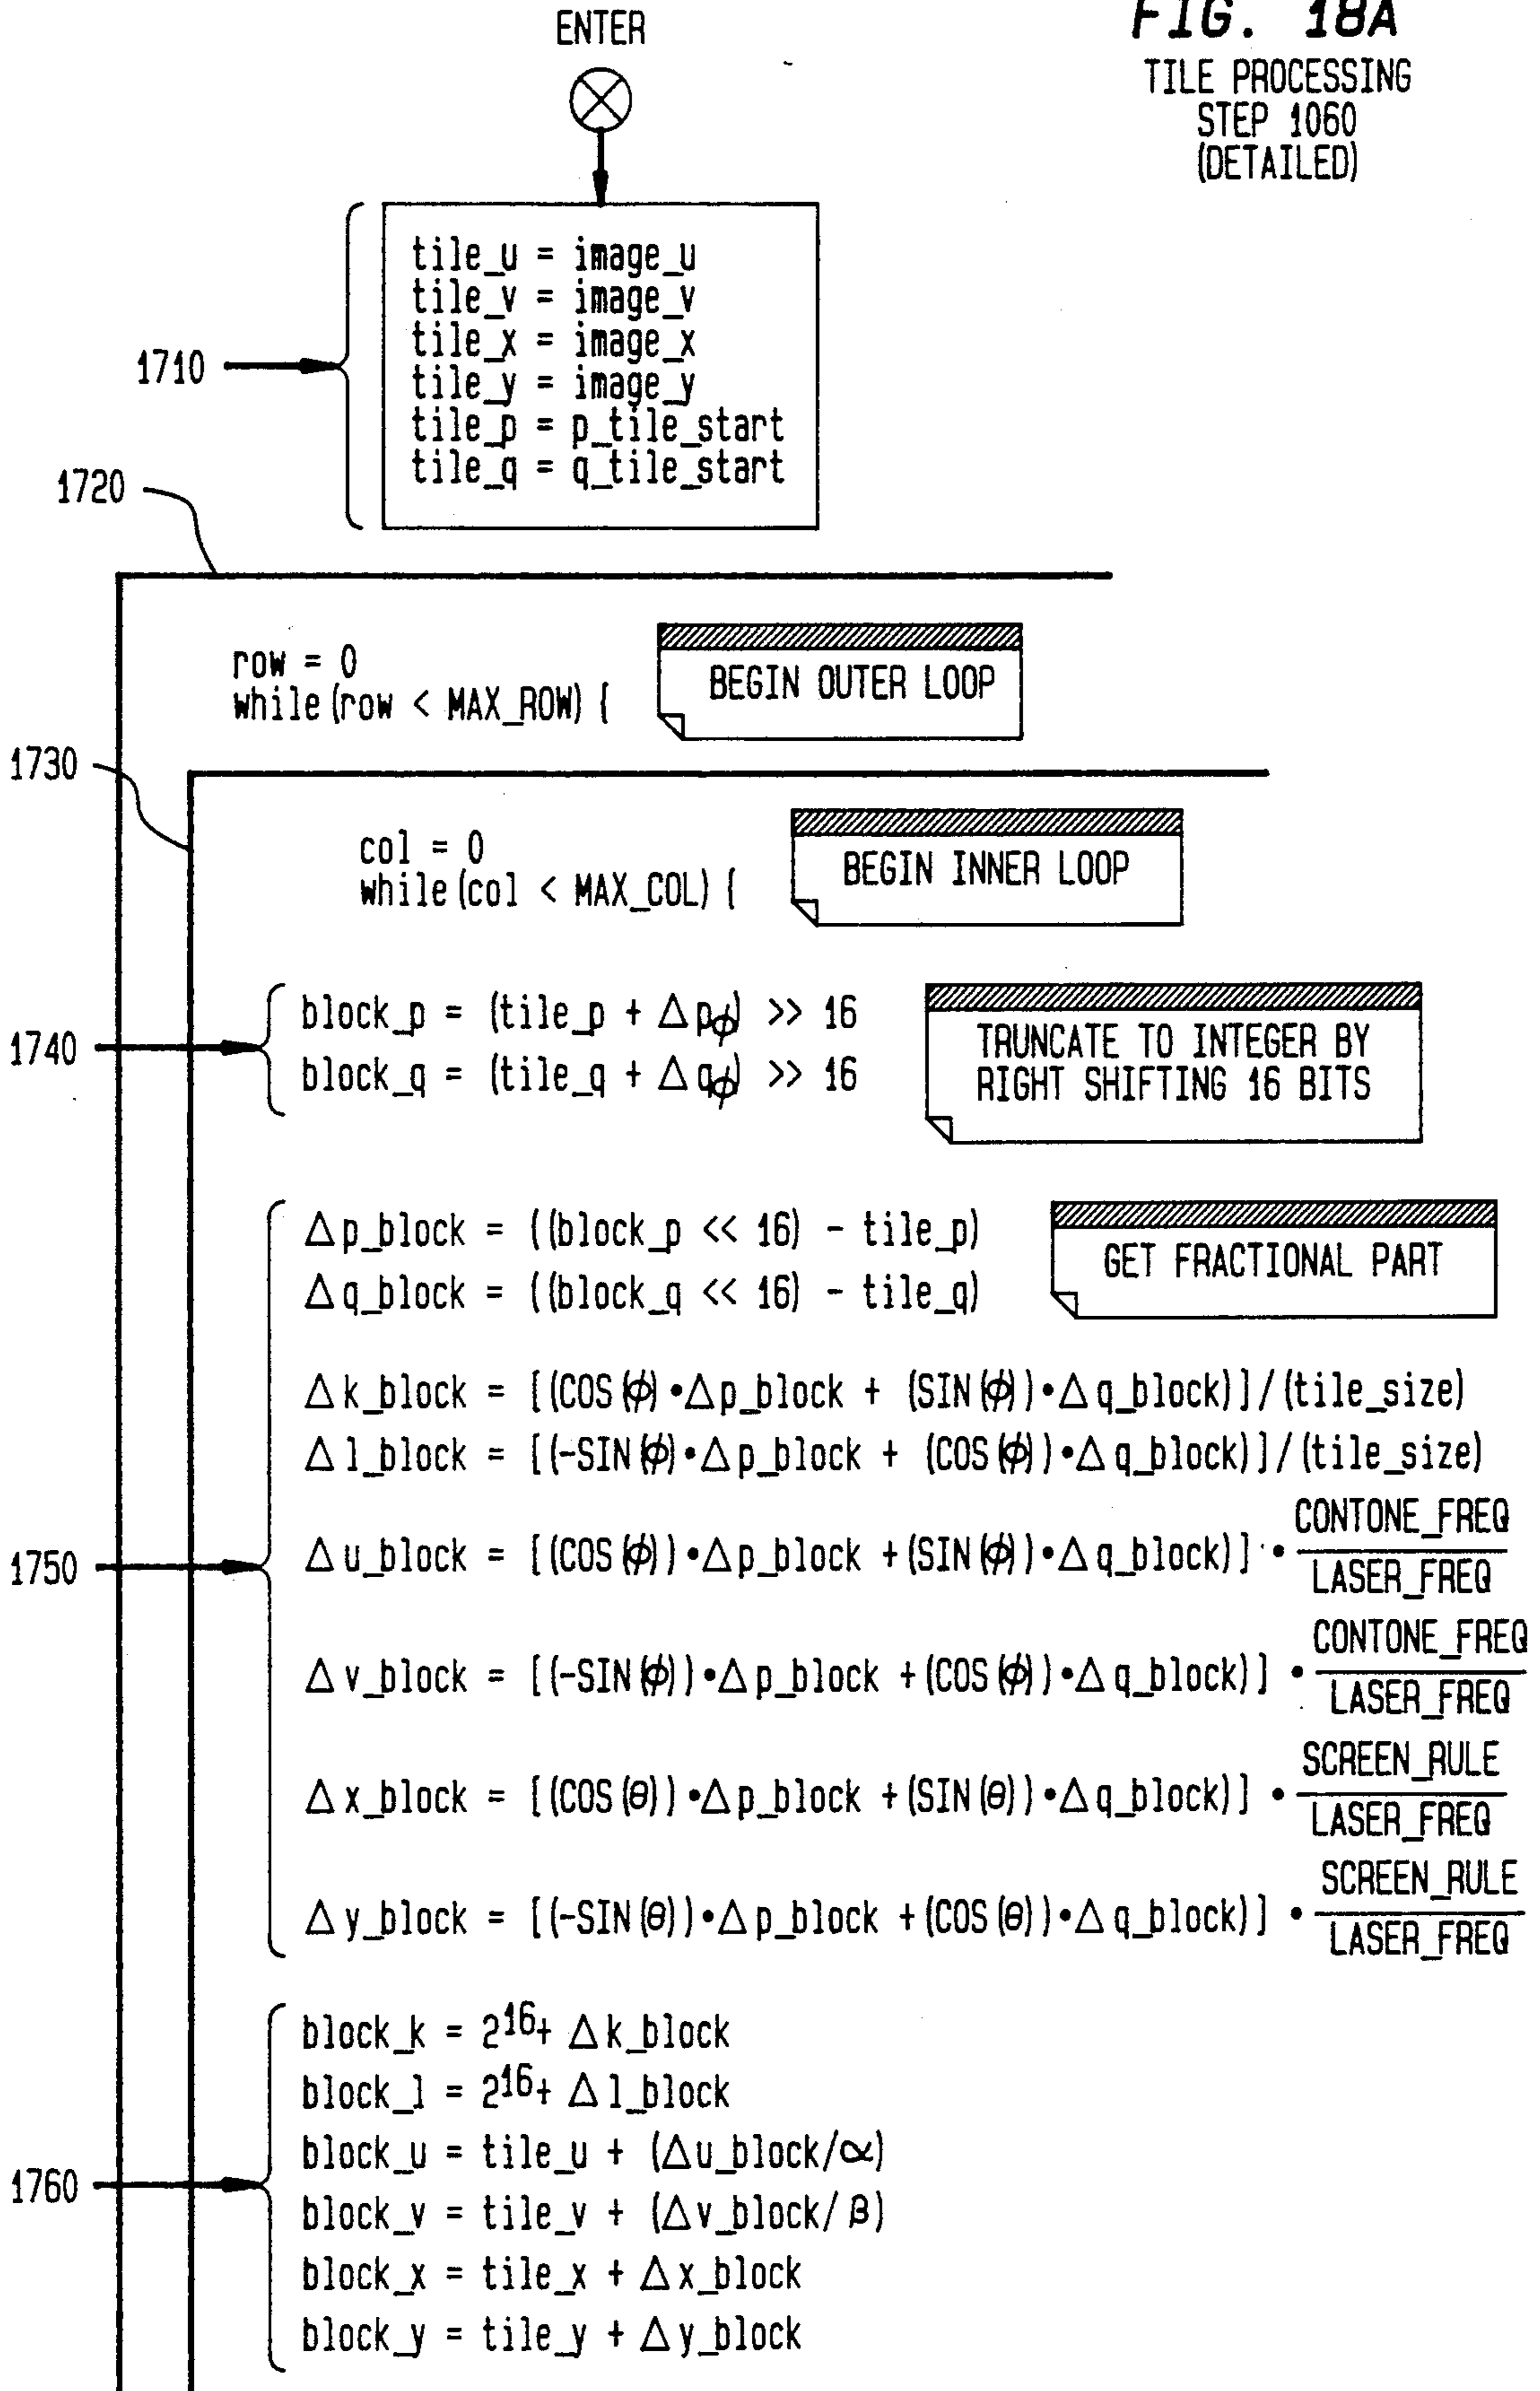 FIG. 18A
TILE PROCESSING
STEP 1060
(DETAILED)
ENTER
1710
tile_u = image_u
tile_v = image_v
tile_x = image_x
tile_y = image_y
tile_p = p_tile_start
tile_q = q_tile_start
1720
row = 0
while(row < MAX_ROW) {
BEGIN OUTER LOOP
1730
col = 0
while(col < MAX_COL) {
BEGIN INNER LOOP
1740
block_p = (tile_p + Δpϕ) >> 16
block_q = (tile_q + Δqϕ) >> 16
TRUNCATE TO INTEGER BY
RIGHT SHIFTING 16 BITS
1750
Δp_block = ((block_p << 16) - tile_p)
Δq_block = ((block_q << 16) - tile_q)
GET FRACTIONAL PART
Δk_block = [(COS(ϕ)•Δp_block + (SIN(ϕ))•Δq_block)]/(tile_size)
Δl_block = [(-SIN(ϕ)•Δp_block + (COS(ϕ))•Δq_block)]/(tile_size)
Δu_block = [(COS(ϕ))•Δp_block +(SIN(ϕ))•Δq_block)] • CONTONE_FREQ / LASER_FREQ
Δv_block = [(-SIN(ϕ))•Δp_block +(COS(ϕ))•Δq_block)] • CONTONE_FREQ / LASER_FREQ
Δx_block = [(COS(θ))•Δp_block +(SIN(θ))•Δq_block)] • SCREEN_RULE / LASER_FREQ
Δy_block = [(-SIN(θ))•Δp_block +(COS(θ))•Δq_block)] • SCREEN_RULE / LASER_FREQ
1760
block_k = 2¹⁶+ Δk_block
block_l = 2¹⁶+ Δl_block
block_u = tile_u + (Δu_block/α)
block_v = tile_v + (Δv_block/β)
block_x = tile_x + Δx_block
block_y = tile_y + Δy_block